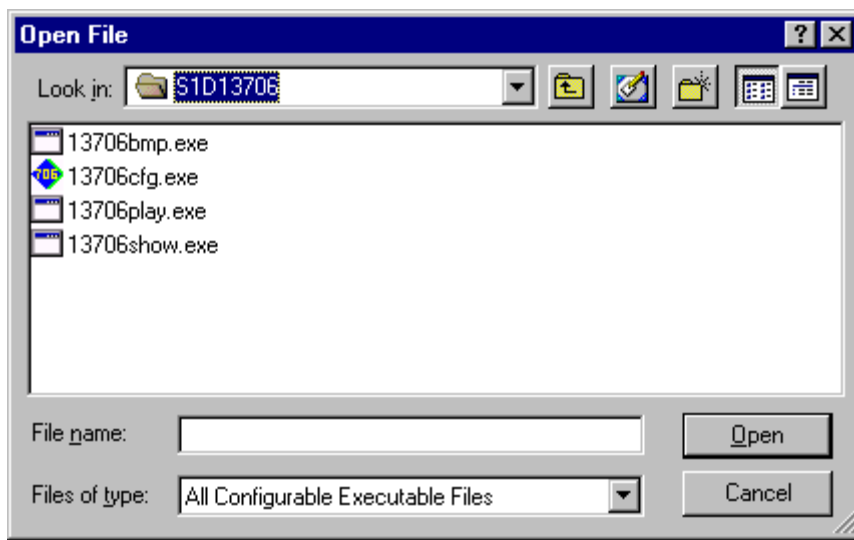 Open File
Look in: S1D13706
13706bmp.exe
706 13706cfg.exe
13706play.exe
13706show.exe
File name: Open
Files of type: All Configurable Executable Files Cancel